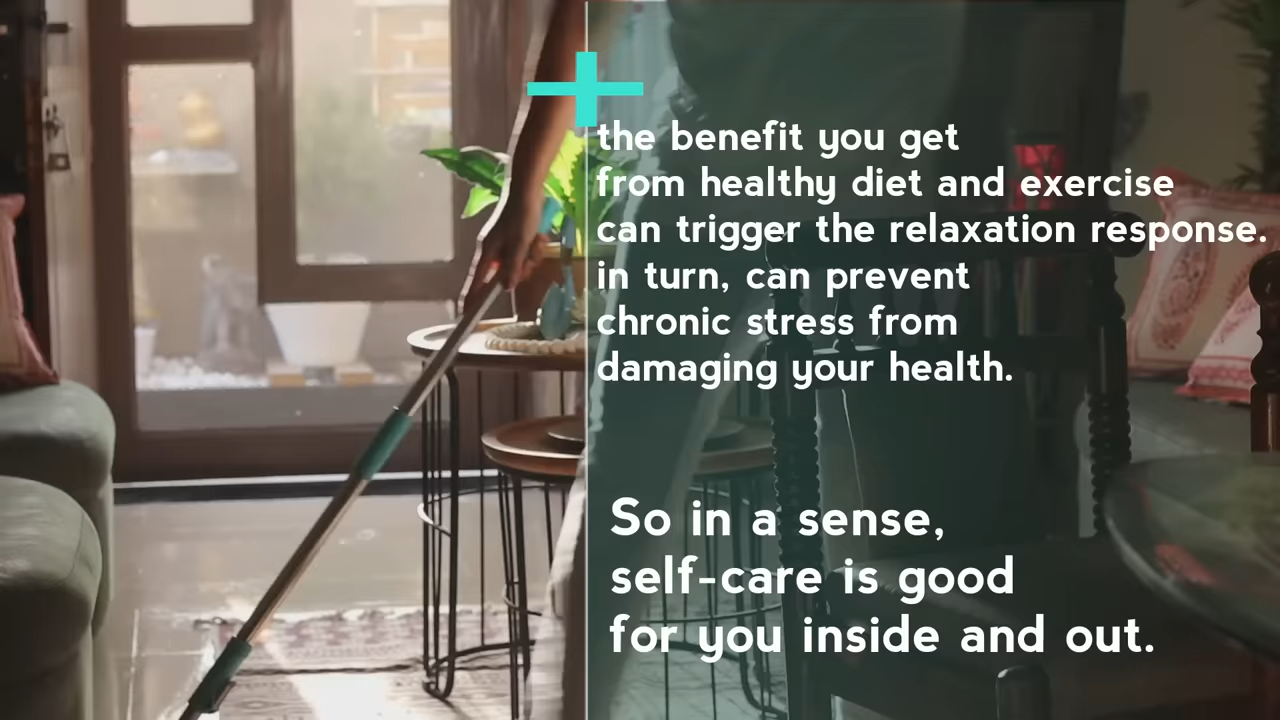 the benefit you get
from healthy diet and exercise
can trigger the relaxation response.
in turn, can prevent
chronic stress from
damaging your health.
So in a sense,
self-care is good
for you inside and out.